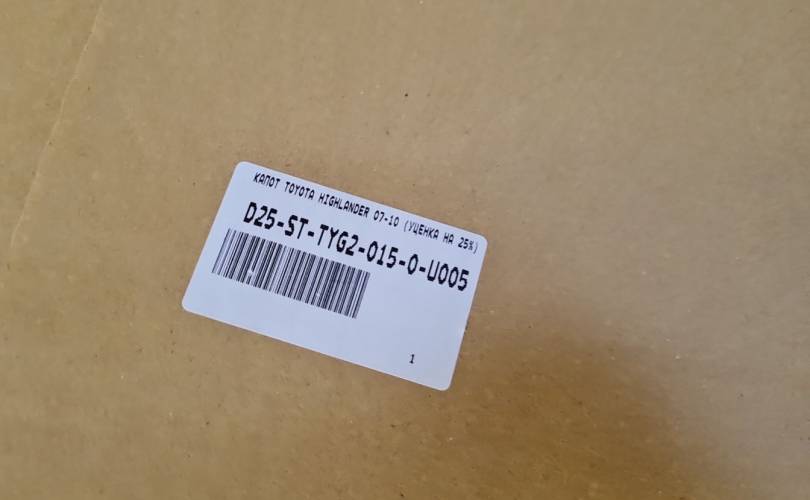 КАПОТ TOYOTA HIGHLANDER 07-10 (УЦЕНКА НА 25%)
D25-ST-TYG2-015-0-U005
1